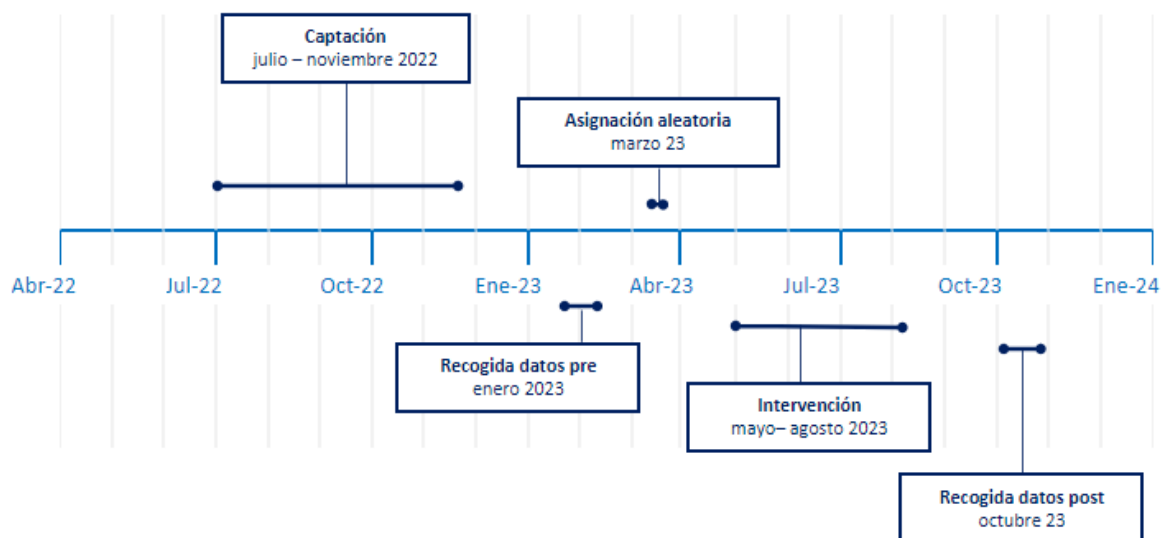 Captación
julio – noviembre 2022
Asignación aleatoria
marzo 23
Abr-22
Jul-22
Oct-22
Ene-23
Abr-23
Jul-23
Oct-23
Ene-24
Recogida datos pre
enero 2023
Intervención
mayo– agosto 2023
Recogida datos post
octubre 23